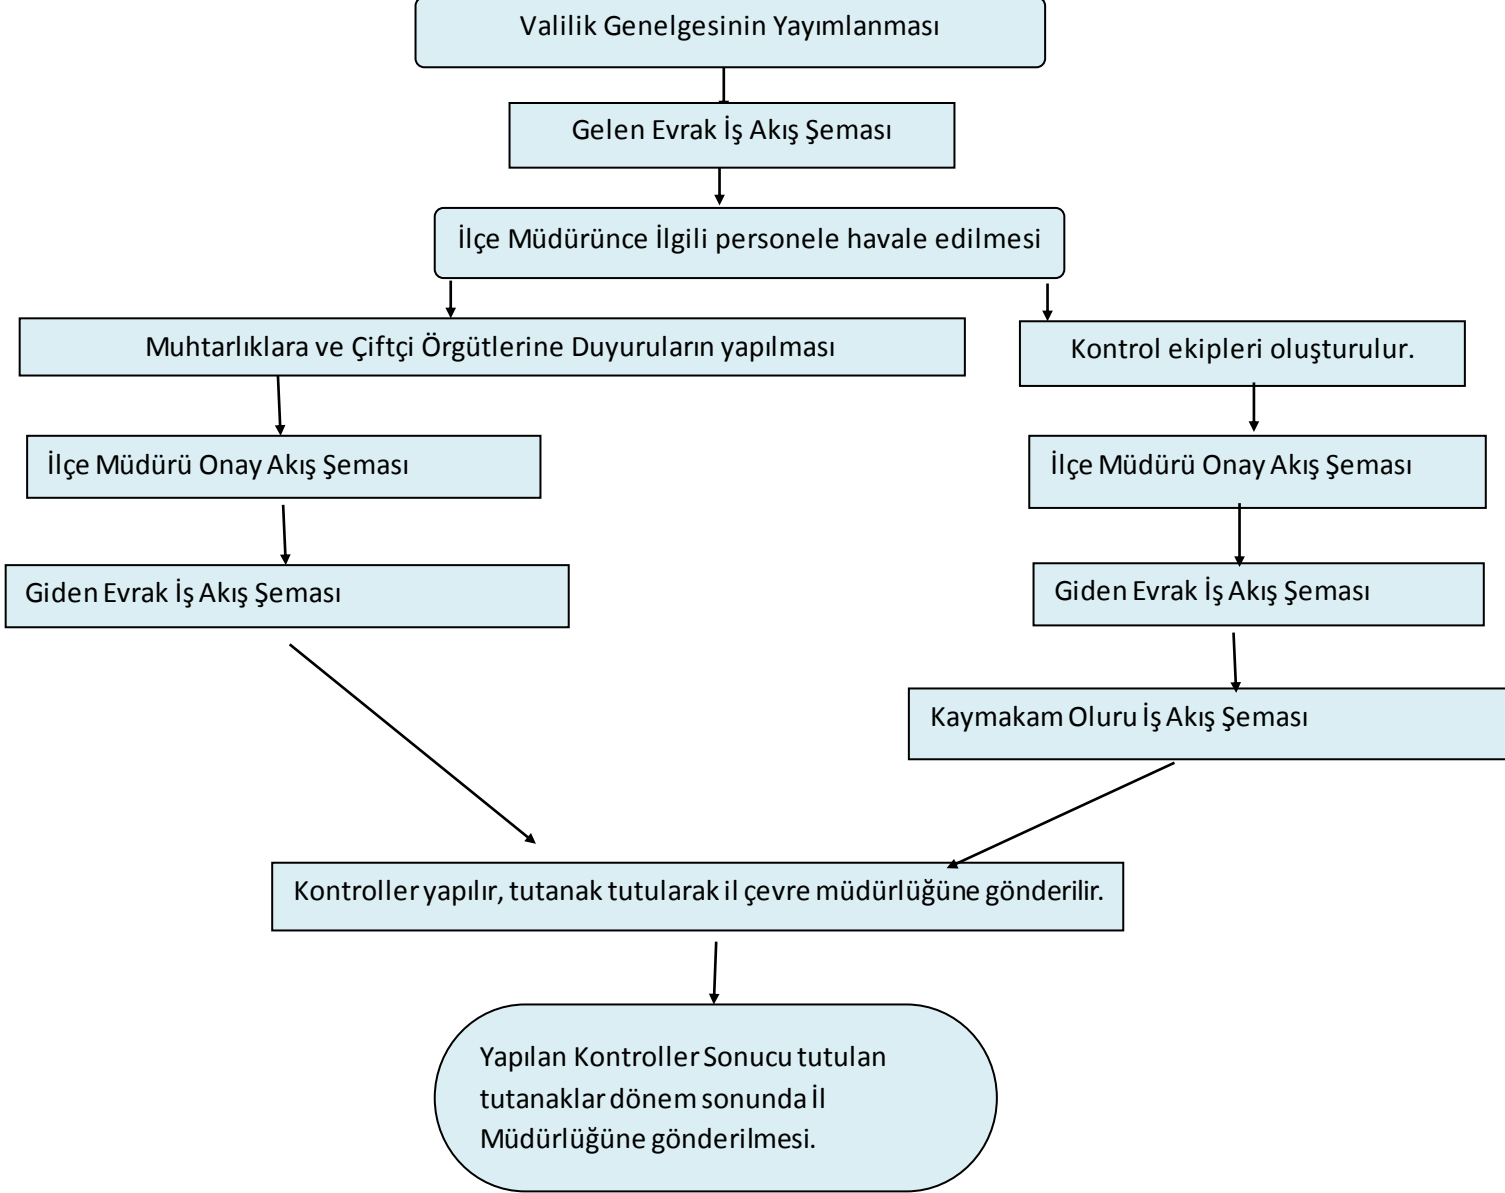 Valilik Genelgesinin Yayımlanması
Gelen Evrak İş Akış Şeması
İlçe Müdürünce İlgili personele havale edilmesi
Muhtarlıklara ve Çiftçi Örgütlerine Duyuruların yapılması
Kontrol ekipleri oluşturulur.
İlçe Müdürü Onay Akış Şeması
İlçe Müdürü Onay Akış Şeması
Giden Evrak İş Akış Şeması
Giden Evrak İş Akış Şeması
Kaymakam Oluru İş Akış Şeması
Kontroller yapılır, tutanak tutularak il çevre müdürlüğüne gönderilir.
Yapılan Kontroller Sonucu tutulan
tutanaklar dönem sonunda İl
Müdürlüğüne gönderilmesi.